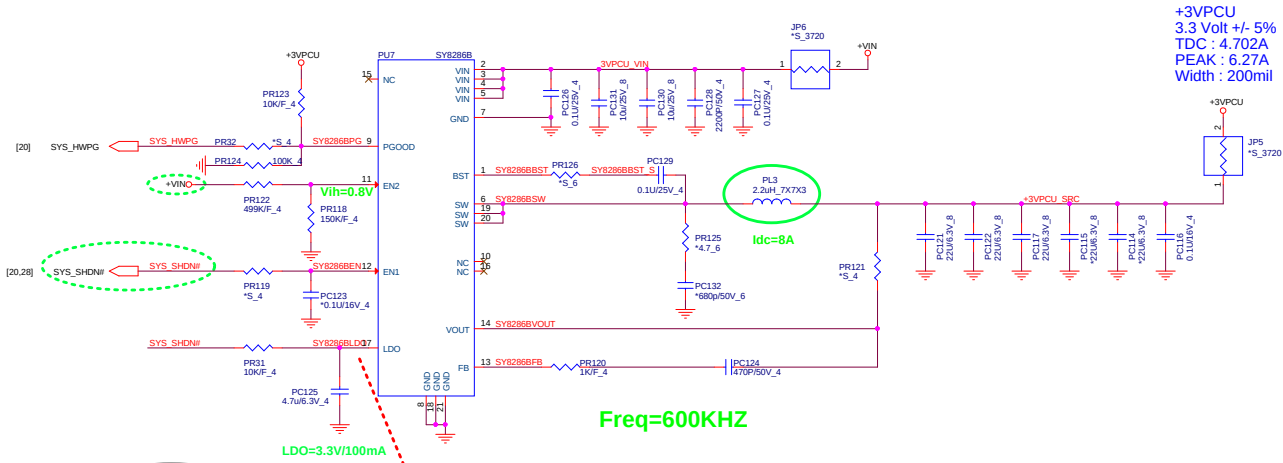 +3VPCU
3.3 Volt +/- 5%
TDC : 4.702A
PEAK : 6.27A
Width : 200mil
JP6
*S_3720
+VIN
1
2
+3VPCU
PU7
SY8286B
15
NC
2
3
4
5
VIN
VIN
VIN
VIN
3VPCU_VIN
7
GND
PC126
0.1U/25V_4
PC131
10u/25V_8
PC130
10u/25V_8
PC128
2200P/50V_4
PC127
0.1U/25V_4
PR123
10K/F_4
+3VPCU
2
JP5
*S_3720
1
[20]
SYS_HWPG
SYS_HWPG
PR32
*S_4
SY8286BPG
9
PGOOD
PR124
100K_4
+VIN
PR122
499K/F_4
11
EN2
Vih=0.8V
PR118
150K/F_4
BST
1
SY8286BBST
PR126
*S_6
SY8286BBST_S
PC129
0.1U/25V_4
SW
SW
SW
6
19
20
SY8286BSW
PL3
2.2uH_7X7X3
Idc=8A
+3VPCU_SRC
PR125
*4.7_6
PC132
*680p/50V_6
PR121
*S_4
PC121
22U/6.3V_8
PC122
22U/6.3V_8
PC117
22U/6.3V_8
PC115
*22U/6.3V_8
PC114
*22U/6.3V_8
PC116
0.1U/16V_4
[20,28]
SYS_SHDN#
SYS_SHDN#
PR119
*S_4
SY8286BEN
12
EN1
PC123
*0.1U/16V_4
NC
NC
10
16
VOUT
14
SY8286BVOUT
SYS_SHDN#
PR31
10K/F_4
SY8286BLDO
17
LDO
PC125
4.7u/6.3V_4
FB
13
SY8286BFB
PR120
1K/F_4
PC124
470P/50V_4
GND
GND
GND
8
18
21
Freq=600KHZ
LDO=3.3V/100mA